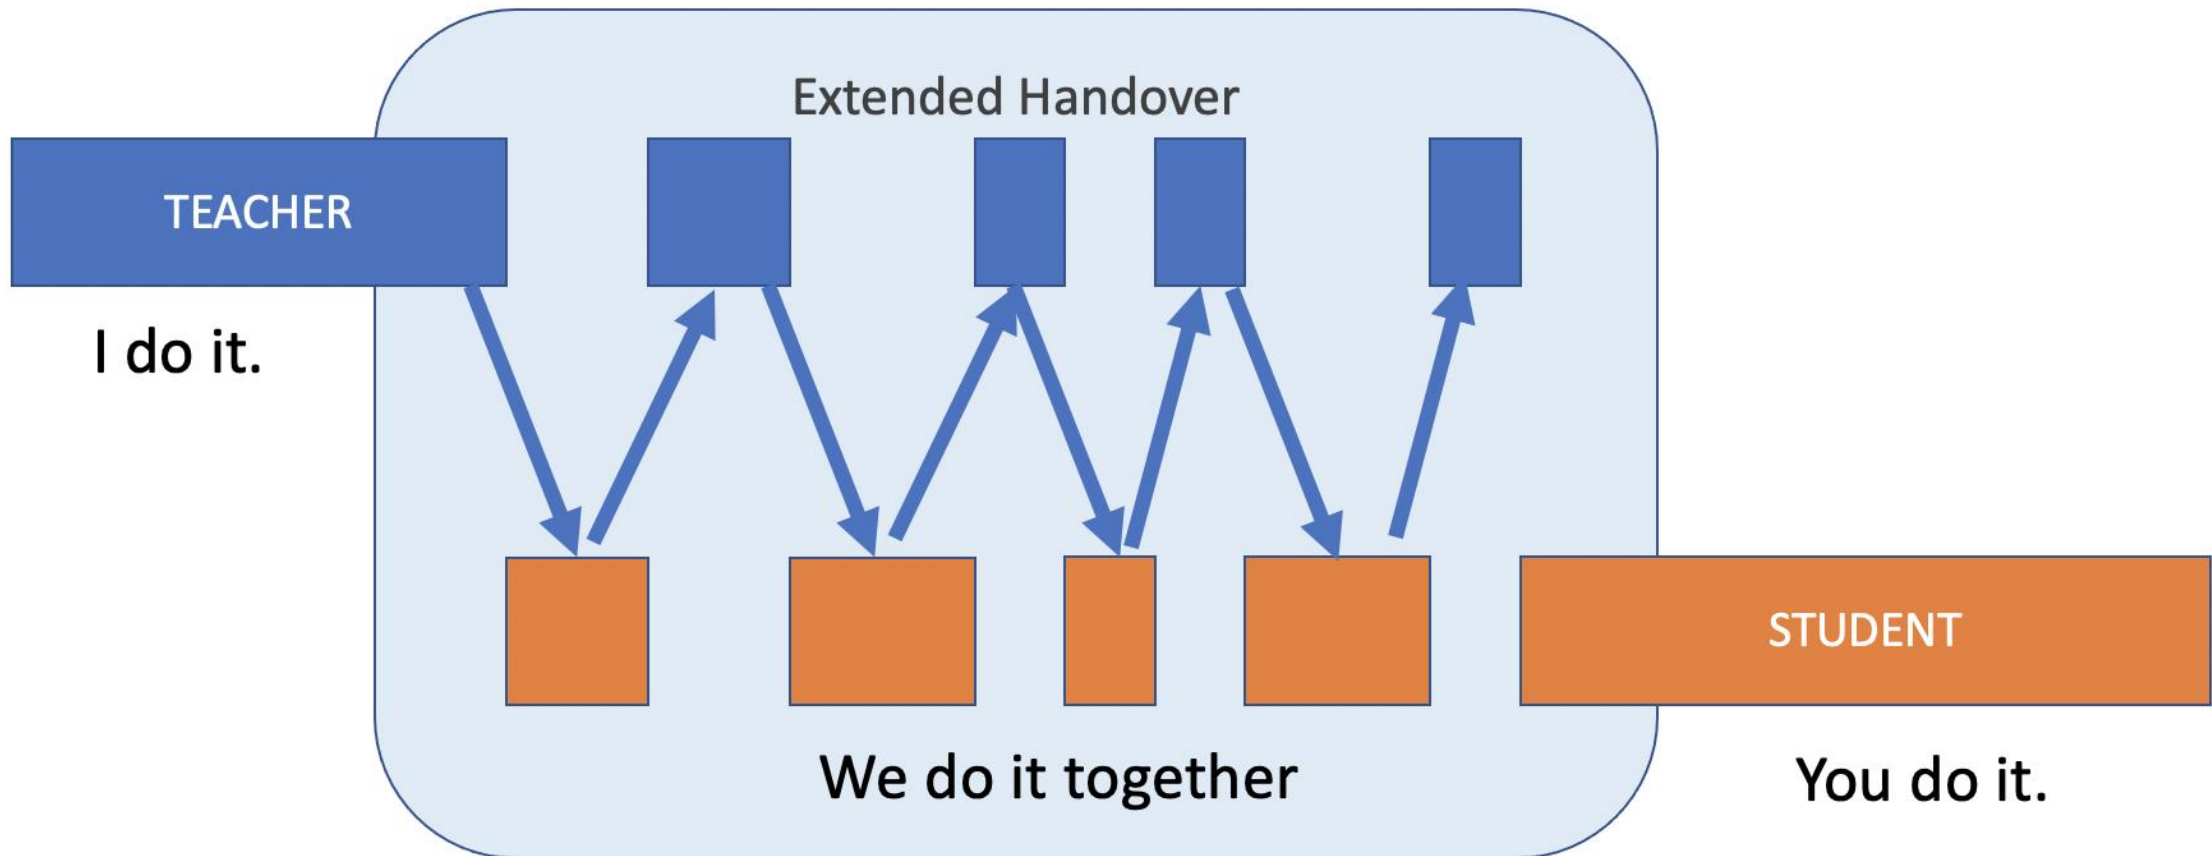 Extended Handover
TEACHER
I do it.
STUDENT
We do it together
You do it.